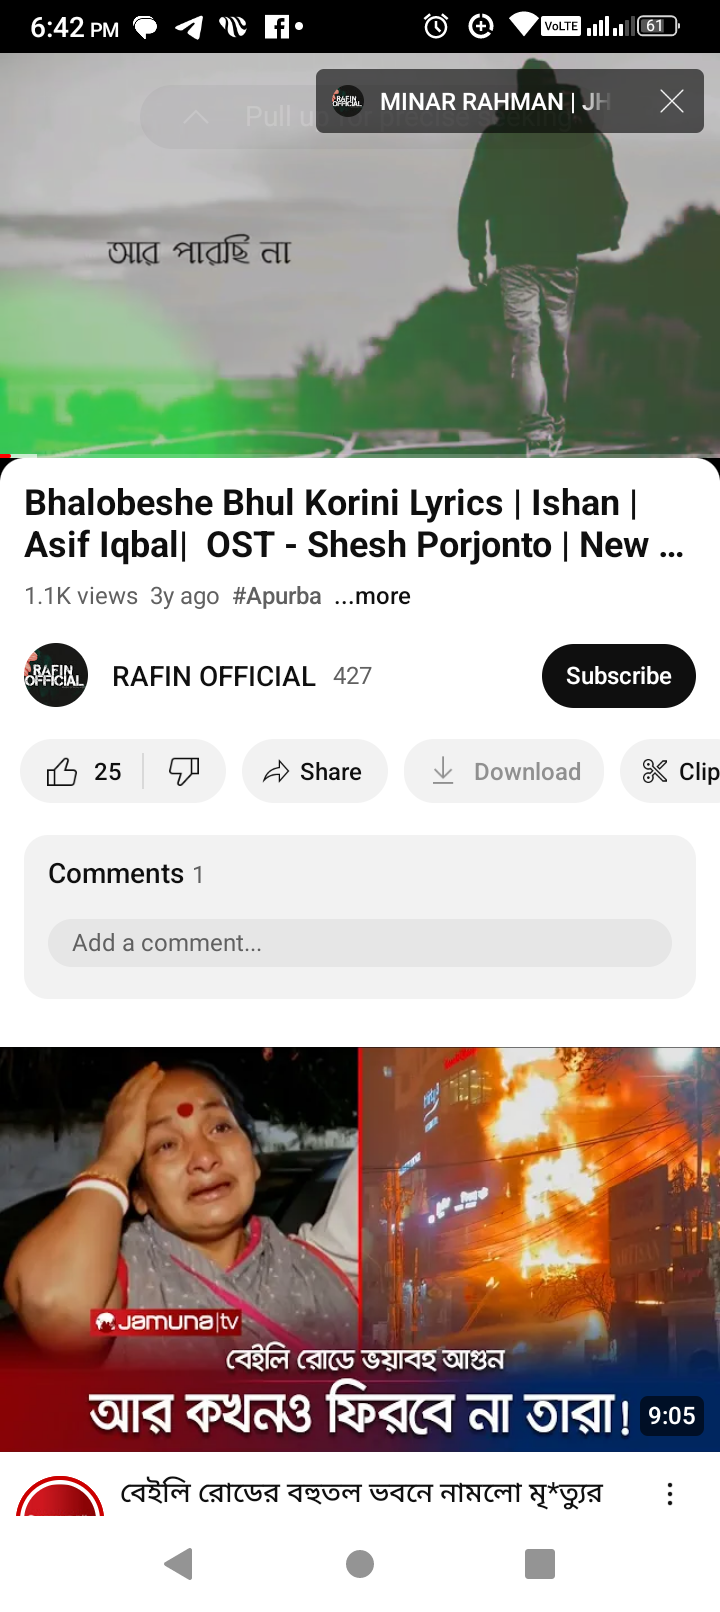 6:42 PM
VoLTE
61
RAFIN OFFICIAL
MINAR RAHMAN | JH
Pull up for precise seeking
আর পারছি না
Bhalobeshe Bhul Korini Lyrics | Ishan |
Asif Iqbal| OST - Shesh Porjonto | New ...
1.1K views 3y ago #Apurba ...more
RAFIN OFFICIAL
RAFIN OFFICIAL 427
Subscribe
25
Share
Download
Clip
Comments 1
Add a comment...
Jamuna|tv
বেইলি রোডে ভয়াবহ আগুন
আর কখনও ফিরবে না তারা!
9:05
বেইলি রোডের বহুতল ভবনে নামলো মৃ*ত্যুর